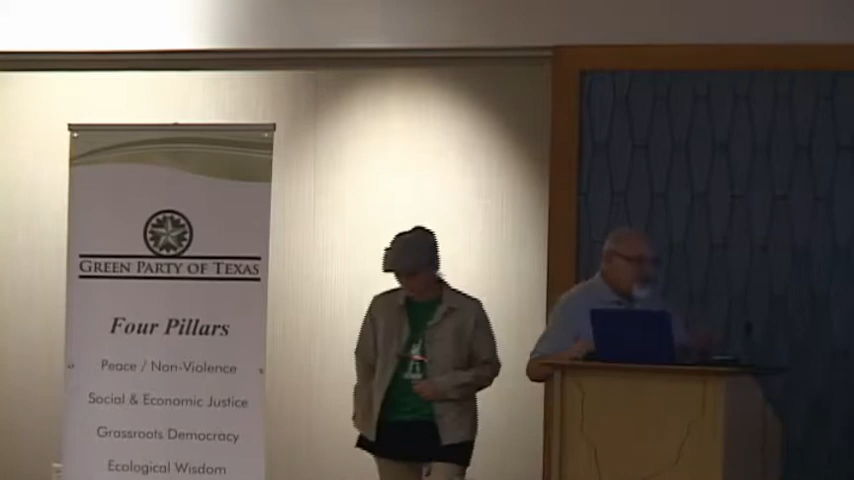 GREEN PARTY OF TEXAS
Four Pillars
Peace / Non-Violence
Social & Economic Justice
Grassroots Democracy
Ecological Wisdom